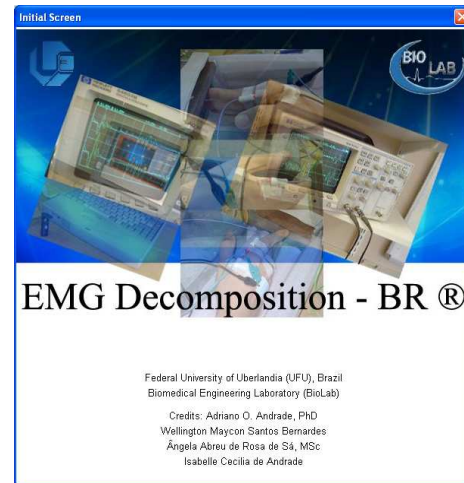 Initial Screen
BIO
LAB
EMG Decomposition - BR ®
Federal University of Uberlandia (UFU), Brazil
Biomedical Engineering Laboratory (BioLab)
Credits: Adriano O. Andrade, PhD
Wellington Maycon Santos Bernardes
Ângela Abreu de Rosa de Sá, MSc
Isabelle Cecilia de Andrade